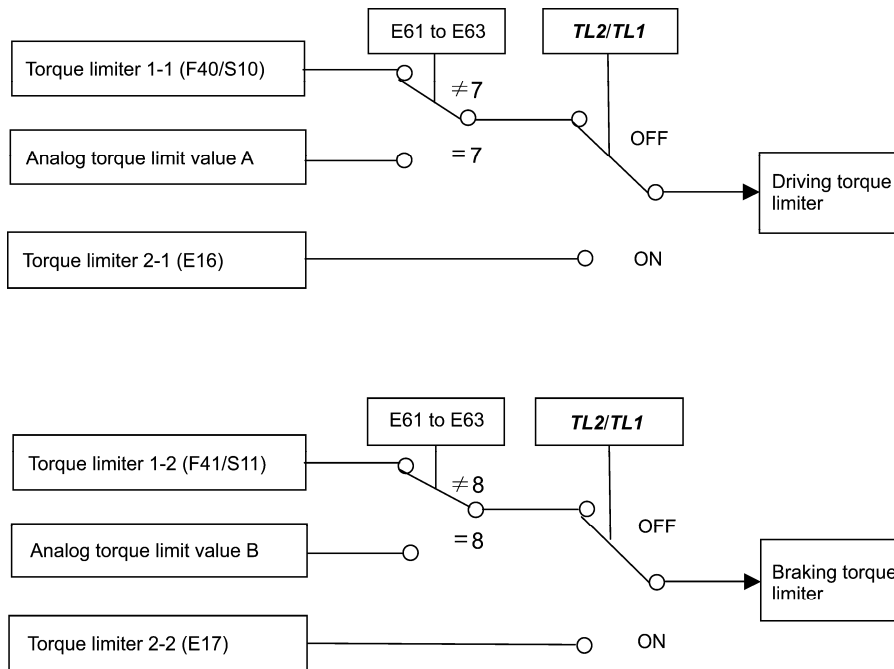 E61 to E63
TL2/TL1
Torque limiter 1-1 (F40/S10)
≠7
OFF
Analog torque limit value A
=7
Driving torque
limiter
Torque limiter 2-1 (E16)
ON
E61 to E63
TL2/TL1
Torque limiter 1-2 (F41/S11)
≠8
OFF
Analog torque limit value B
=8
Braking torque
limiter
Torque limiter 2-2 (E17)
ON